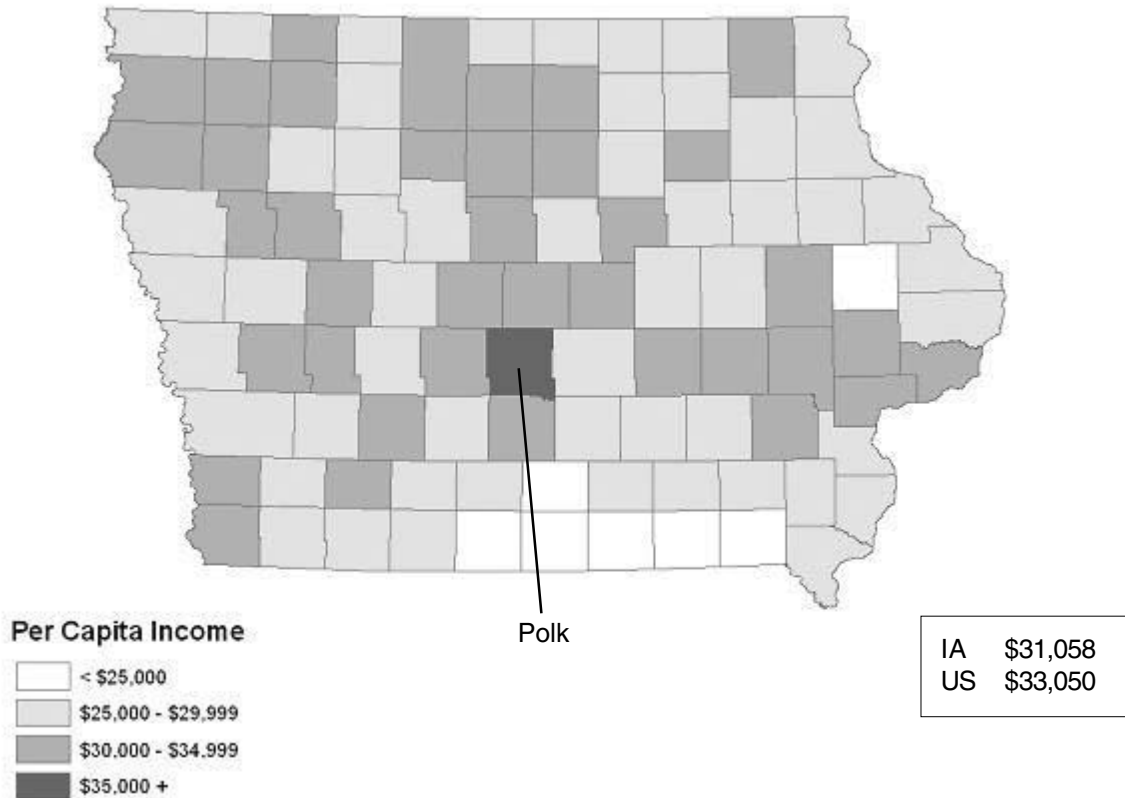 Polk
Per Capita Income
< $25,000
$25,000 - $29,999
$30,000 - $34,999
$35,000 +
IA $31,058
US $33,050